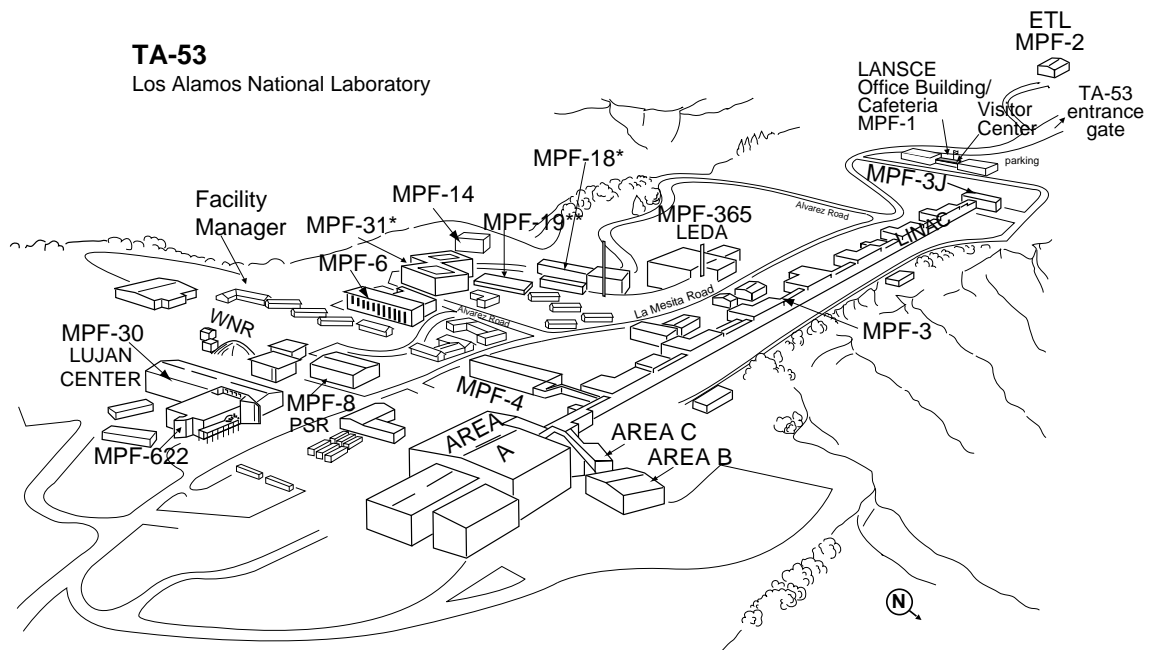 TA-53
Los Alamos National Laboratory
ETL
MPF-2
LANSCE
Office Building/
Cafeteria
MPF-1
Visitor
Center
TA-53
entrance
gate
parking
MPF-3J
MPF-18*
MPF-14
MPF-19**
MPF-31*
MPF-6
Facility
Manager
MPF-365
LEDA
Alvarez Road
LINAC
La Mesita Road
Alvarez Road
MPF-3
WNR
MPF-30
LUJAN
CENTER
MPF-8
PSR
MPF-4
MPF-622
AREA
A
AREA C
AREA B
N